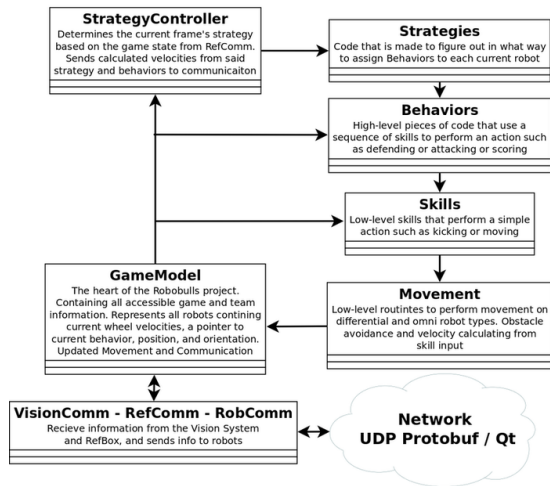 StrategyController
Determines the current frame's strategy
based on the game state from RefComm.
Sends calculated velocities from said
strategy and behaviors to communicaiton
Strategies
Code that is made to figure out in what way
to assign Behaviors to each current robot
Behaviors
High-level pieces of code that use a
sequence of skills to perform an action such
as defending or attacking or scoring
Skills
Low-level skills that perform a simple
action such as kicking or moving
GameModel
The heart of the Robobulls project.
Containing all accessible game and team
information. Represents all robots contining
current wheel velocities, a pointer to
current behavior, position, and orientation.
Updated Movement and Communication
Movement
Low-level routintes to perform movement on
differential and omni robot types. Obstacle
avoidance and velocity calculating from
skill input
VisionComm - RefComm - RobComm
Recieve information from the Vision System
and RefBox, and sends info to robots
Network
UDP Protobuf / Qt